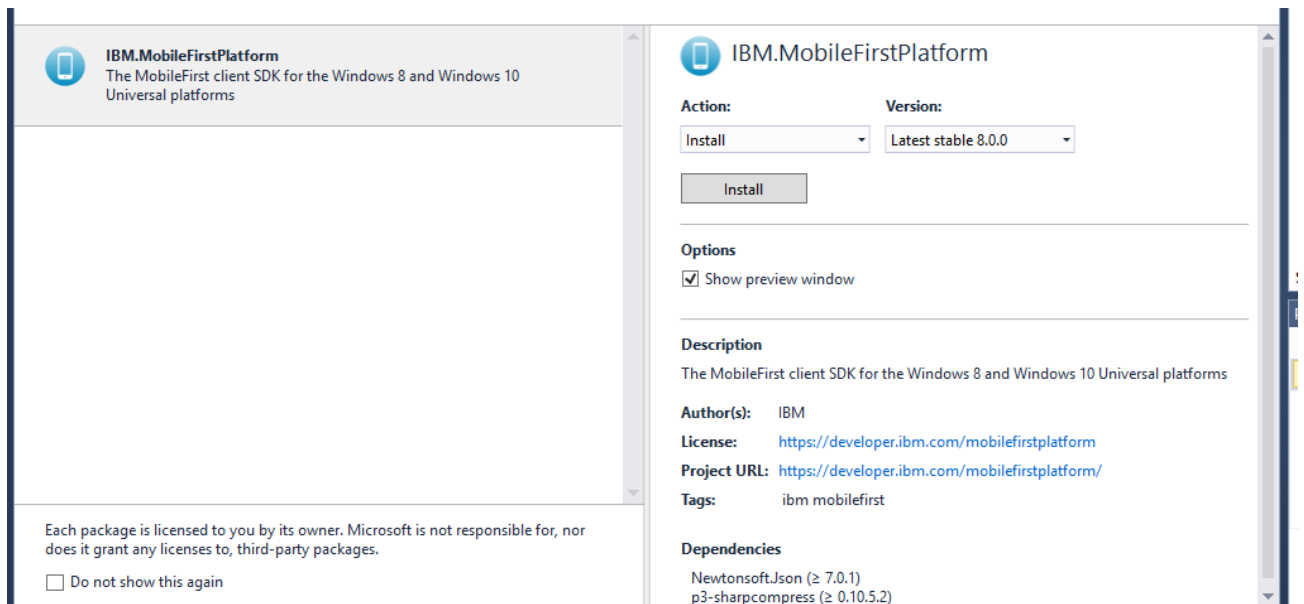 IBM.MobileFirstPlatform
The MobileFirst client SDK for the Windows 8 and Windows 10
Universal platforms
Each package is licensed to you by its owner. Microsoft is not responsible for, nor
does it grant any licenses to, third-party packages.
Do not show this again
IBM.MobileFirstPlatform
Action: Version:
Install Latest stable 8.0.0
Install
Options
Show preview window
Description
The MobileFirst client SDK for the Windows 8 and Windows 10 Universal platforms
Author(s): IBM
License: https://developer.ibm.com/mobilefirstplatform
Project URL: https://developer.ibm.com/mobilefirstplatform/
Tags: ibm mobilefirst
Dependencies
Newtonsoft.Json (≥ 7.0.1)
p3-sharpcompress (≥ 0.10.5.2)